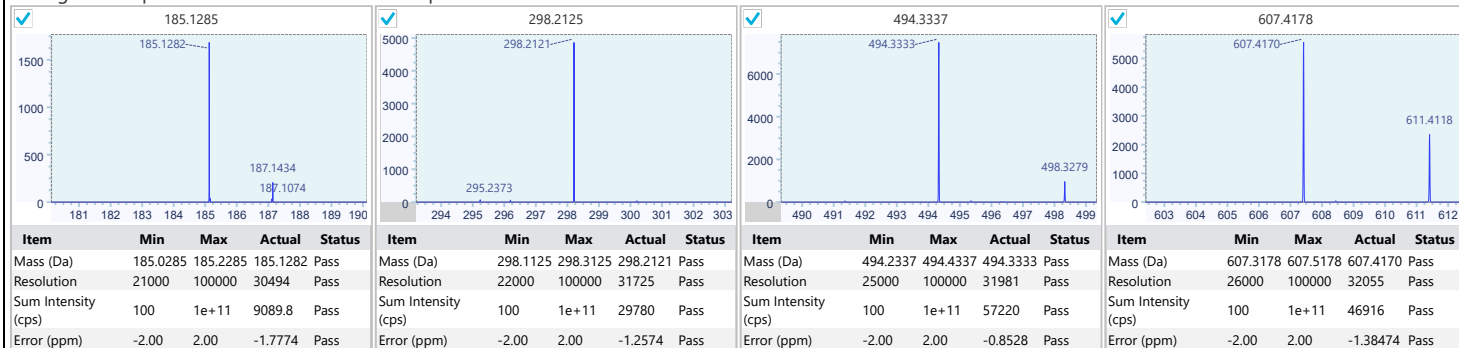 185.1285
185.1282
187.1434
187.1074
1500
1000
500
0
181 182 183 184 185 186 187 188 189 190
Item Min Max Actual Status
Mass (Da) 185.0285 185.2285 185.1282 Pass
Resolution 21000 100000 30494 Pass
Sum Intensity (cps) 100 1e+11 9089.8 Pass
Error (ppm) -2.00 2.00 -1.7774 Pass
298.2125
298.2121
295.2373
5000
4000
3000
2000
1000
0
294 295 296 297 298 299 300 301 302 303
Item Min Max Actual Status
Mass (Da) 298.1125 298.3125 298.2121 Pass
Resolution 22000 100000 31725 Pass
Sum Intensity (cps) 100 1e+11 29780 Pass
Error (ppm) -2.00 2.00 -1.2574 Pass
494.3337
494.3333
498.3279
6000
4000
2000
0
490 491 492 493 494 495 496 497 498 499
Item Min Max Actual Status
Mass (Da) 494.2337 494.4337 494.3333 Pass
Resolution 25000 100000 31981 Pass
Sum Intensity (cps) 100 1e+11 57220 Pass
Error (ppm) -2.00 2.00 -0.8528 Pass
607.4178
607.4170
611.4118
5000
4000
3000
2000
1000
0
603 604 605 606 607 608 609 610 611 612
Item Min Max Actual Status
Mass (Da) 607.3178 607.5178 607.4170 Pass
Resolution 26000 100000 32055 Pass
Sum Intensity (cps) 100 1e+11 46916 Pass
Error (ppm) -2.00 2.00 -1.38474 Pass